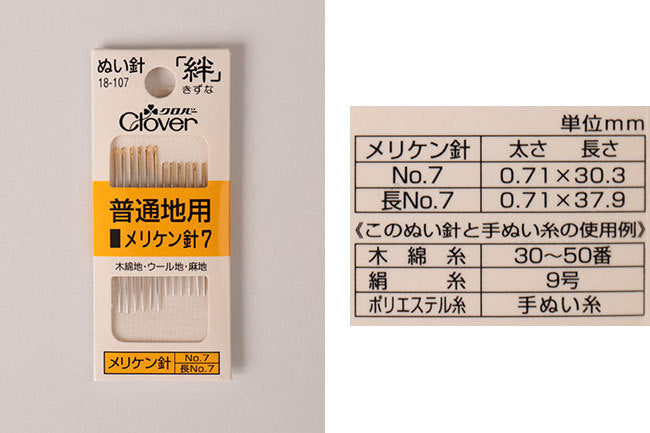 ぬい針
18-107
「絆」
きずな
クロバー
Clover
普通地用
メリケン針7
木綿地・ウール地・麻地
メリケン針 No.7
長No.7
単位mm
メリケン針 太さ 長さ
No.7 0.71×30.3
長No.7 0.71×37.9
《このぬい針と手ぬい糸の使用例》
木綿糸 30〜50番
絹糸 9号
ポリエステル糸 手ぬい糸